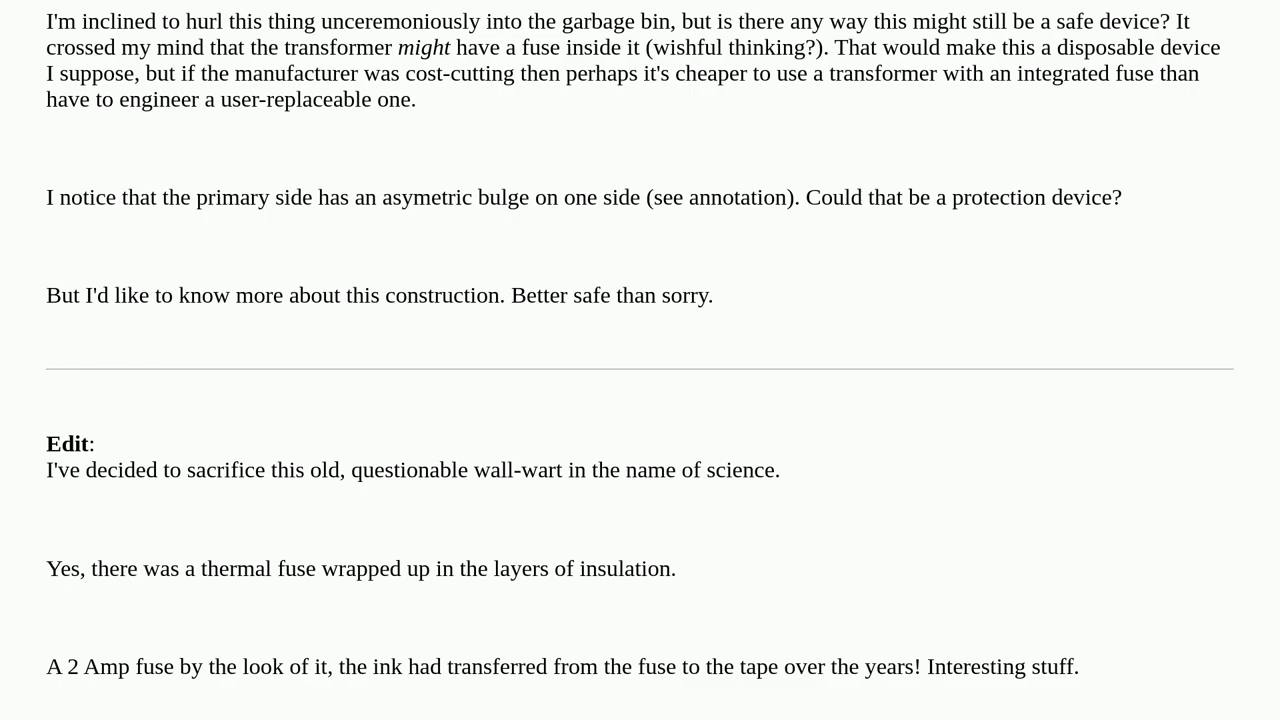 I'm inclined to hurl this thing unceremoniously into the garbage bin, but is there any way this might still be a safe device? It
crossed my mind that the transformer might have a fuse inside it (wishful thinking?). That would make this a disposable device
I suppose, but if the manufacturer was cost-cutting then perhaps it's cheaper to use a transformer with an integrated fuse than
have to engineer a user-replaceable one.
I notice that the primary side has an asymetric bulge on one side (see annotation). Could that be a protection device?
But I'd like to know more about this construction. Better safe than sorry.
Edit:
I've decided to sacrifice this old, questionable wall-wart in the name of science.
Yes, there was a thermal fuse wrapped up in the layers of insulation.
A 2 Amp fuse by the look of it, the ink had transferred from the fuse to the tape over the years! Interesting stuff.